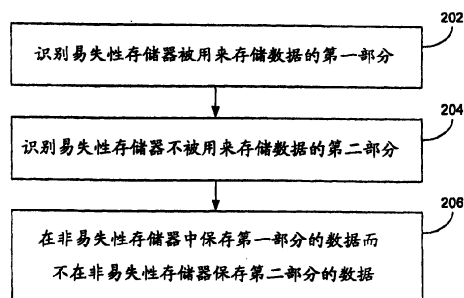 202
识别易失性存储器被用来存储数据的第一部分
204
识别易失性存储器不被用来存储数据的第二部分
206
在非易失性存储器中保存第一部分的数据而
不在非易失性存储器保存第二部分的数据